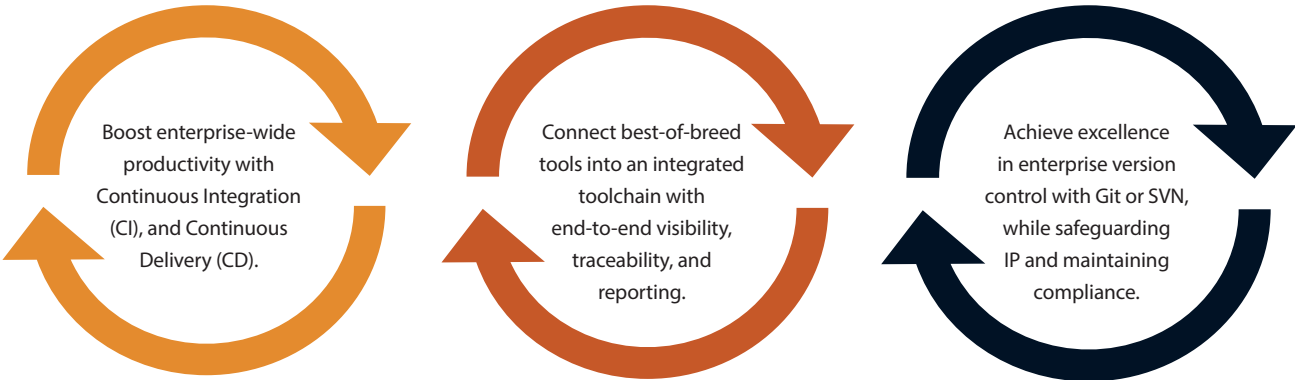 Boost enterprise-wide
productivity with
Continuous Integration
(CI), and Continuous
Delivery (CD).
Connect best-of-breed
tools into an integrated
toolchain with
end-to-end visibility,
traceability, and
reporting.
Achieve excellence
in enterprise version
control with Git or SVN,
while safeguarding
IP and maintaining
compliance.